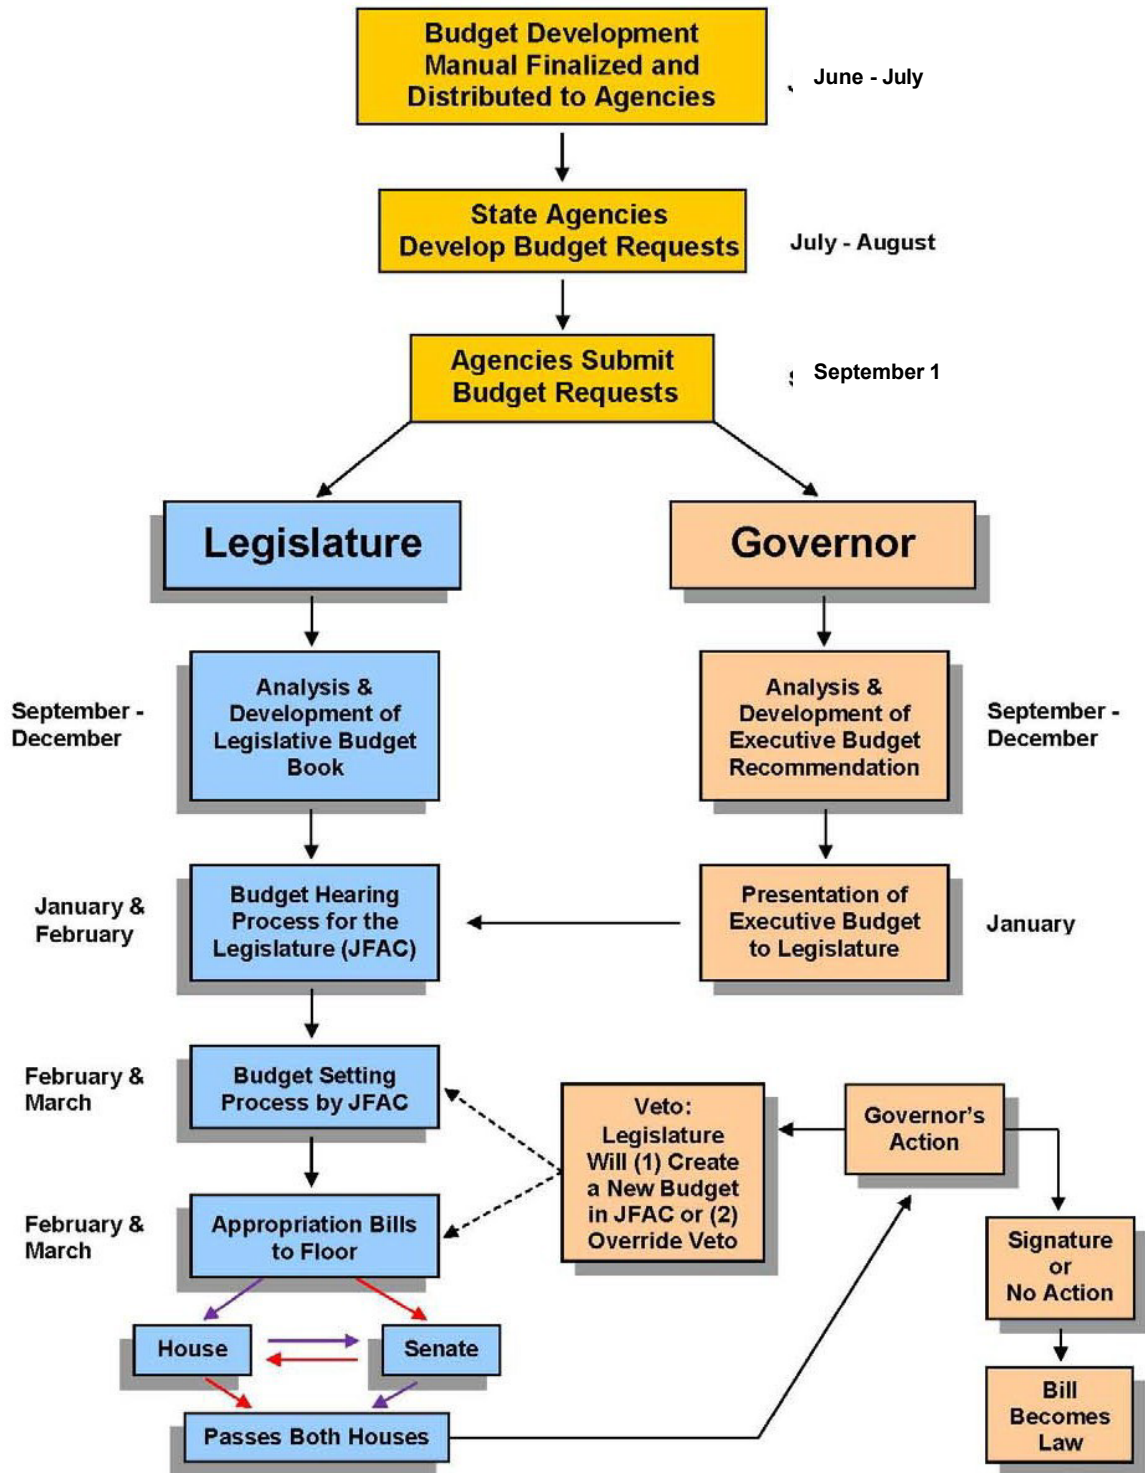 Budget Development
Manual Finalized and
Distributed to Agencies
June - July
State Agencies
Develop Budget Requests
July - August
Agencies Submit
Budget Requests
September 1
Legislature
Governor
September -
December
Analysis &
Development of
Legislative Budget
Book
Analysis &
Development of
Executive Budget
Recommendation
September -
December
January &
February
Budget Hearing
Process for the
Legislature (JFAC)
Presentation of
Executive Budget
to Legislature
January
February &
March
Budget Setting
Process by JFAC
Veto:
Legislature
Will (1) Create
a New Budget
in JFAC or (2)
Override Veto
Governor's
Action
February &
March
Appropriation Bills
to Floor
Signature
or
No Action
House
Senate
Passes Both Houses
Bill
Becomes
Law